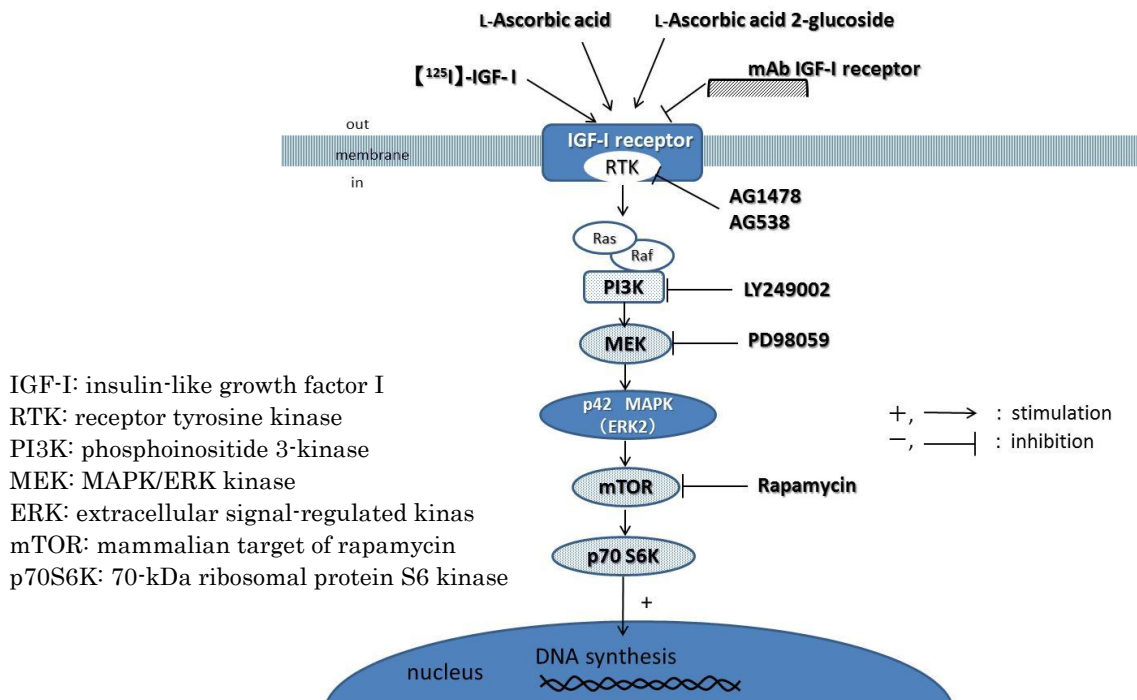 L-Ascorbic acid
L-Ascorbic acid 2-glucoside
【¹²⁵I】-IGF-I
mAb IGF-I receptor
out
membrane
in
IGF-I receptor
RTK
AG1478
AG538
Ras
Raf
PI3K
LY249002
MEK
PD98059
p42 MAPK
(ERK2)
mTOR
Rapamycin
p70 S6K
+
nucleus
DNA synthesis
IGF-I: insulin-like growth factor I
RTK: receptor tyrosine kinase
PI3K: phosphoinositide 3-kinase
MEK: MAPK/ERK kinase
ERK: extracellular signal-regulated kinas
mTOR: mammalian target of rapamycin
p70S6K: 70-kDa ribosomal protein S6 kinase
+, : stimulation
−, : inhibition